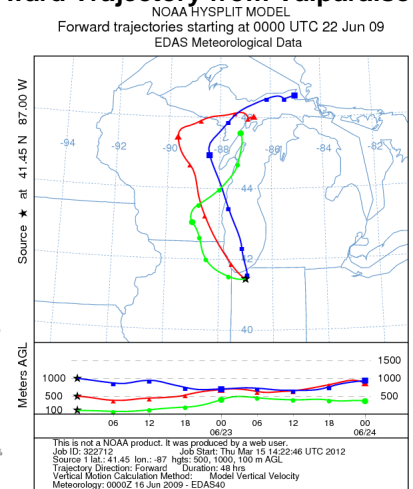 ward Trajectory from Valparaiso
NOAA HYSPLIT MODEL
Forward trajectories starting at 0000 UTC 22 Jun 09
EDAS Meteorological Data
Source ★ at 41.45 N 87.00 W
-94
-92
-90
-88
-86
-84
-82
44
42
40
Meters AGL
1500
1000
1000
500
500
100
06
12
18
00
06
12
18
00
06/23
06/24
This is not a NOAA product. It was produced by a web user.
Job ID: 322712 Job Start: Thu Mar 15 14:22:46 UTC 2012
Source 1 lat.: 41.45 lon.: -87 hgts: 500, 1000, 100 m AGL
Trajectory Direction: Forward Duration: 48 hrs
Vertical Motion Calculation Method: Model Vertical Velocity
Meteorology: 0000Z 16 Jun 2009 - EDAS40